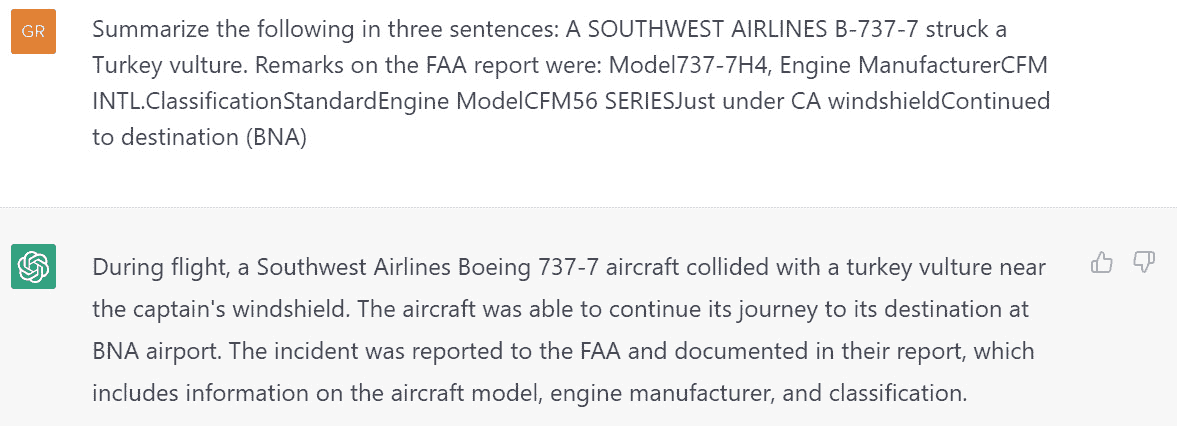 GR
Summarize the following in three sentences: A SOUTHWEST AIRLINES B-737-7 struck a
Turkey vulture. Remarks on the FAA report were: Model737-7H4, Engine ManufacturerCFM
INTL.ClassificationStandardEngine ModelCFM56 SERIESJust under CA windshieldContinued
to destination (BNA)
During flight, a Southwest Airlines Boeing 737-7 aircraft collided with a turkey vulture near
the captain's windshield. The aircraft was able to continue its journey to its destination at
BNA airport. The incident was reported to the FAA and documented in their report, which
includes information on the aircraft model, engine manufacturer, and classification.